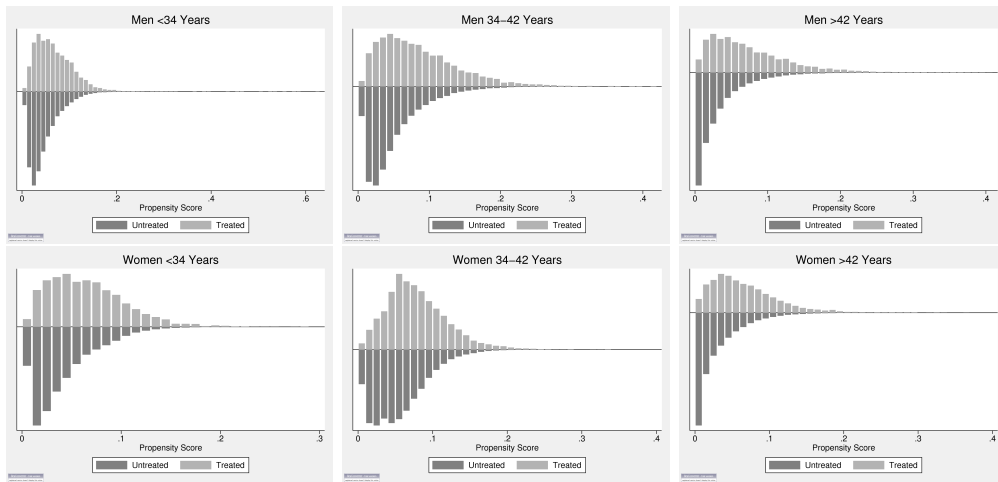 Men <34 Years
0 .2 .4 .6
Propensity Score
Untreated Treated
Men 34–42 Years
0 .1 .2 .3 .4
Propensity Score
Untreated Treated
Men >42 Years
0 .1 .2 .3 .4
Propensity Score
Untreated Treated
Women <34 Years
0 .1 .2 .3
Propensity Score
Untreated Treated
Women 34–42 Years
0 .1 .2 .3 .4
Propensity Score
Untreated Treated
Women >42 Years
0 .1 .2 .3 .4
Propensity Score
Untreated Treated